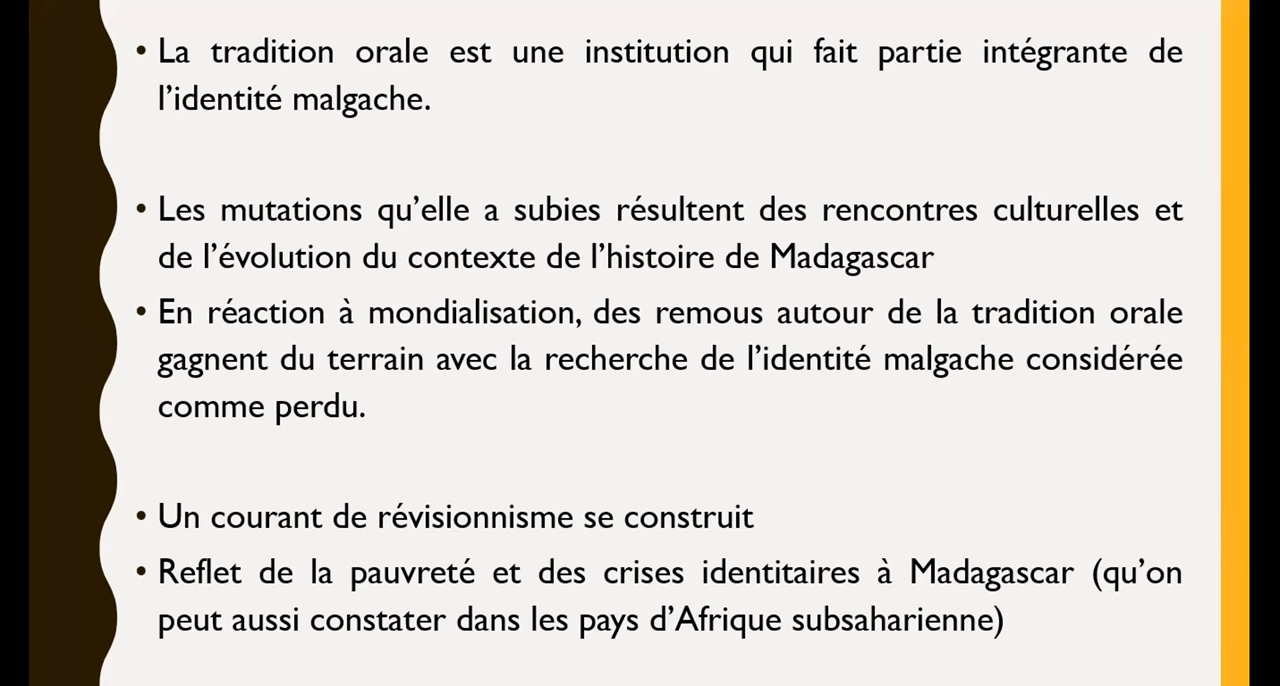 • La tradition orale est une institution qui fait partie intégrante de
l’identité malgache.
• Les mutations qu’elle a subies résultent des rencontres culturelles et
de l’évolution du contexte de l’histoire de Madagascar
• En réaction à mondialisation, des remous autour de la tradition orale
gagnent du terrain avec la recherche de l’identité malgache considérée
comme perdu.
• Un courant de révisionnisme se construit
• Reflet de la pauvreté et des crises identitaires à Madagascar (qu’on
peut aussi constater dans les pays d’Afrique subsaharienne)